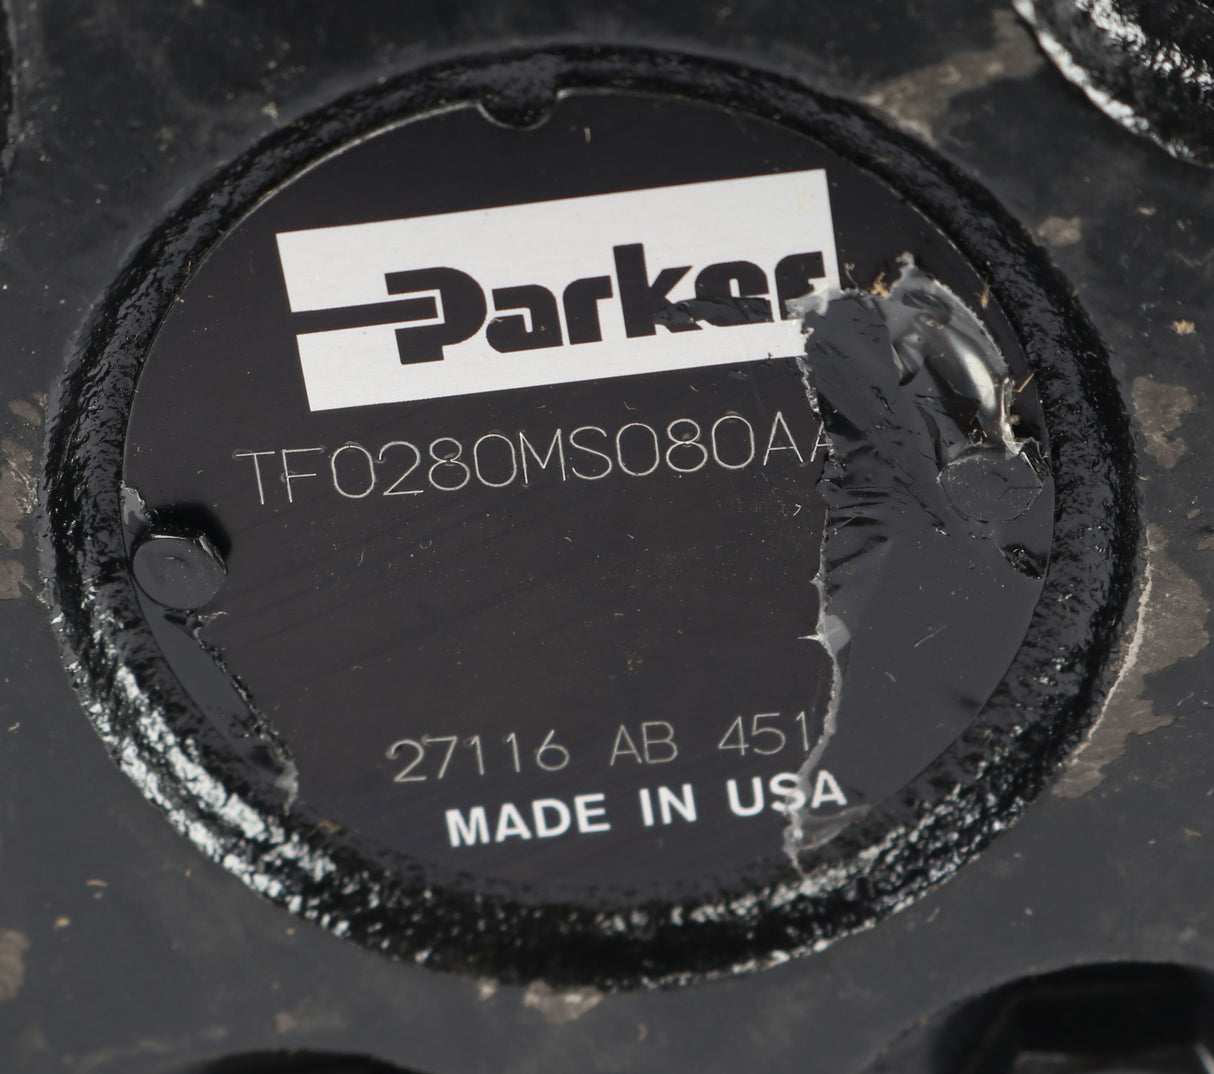 Parker
TF0280MS080AA
27116 AB 451
MADE IN USA